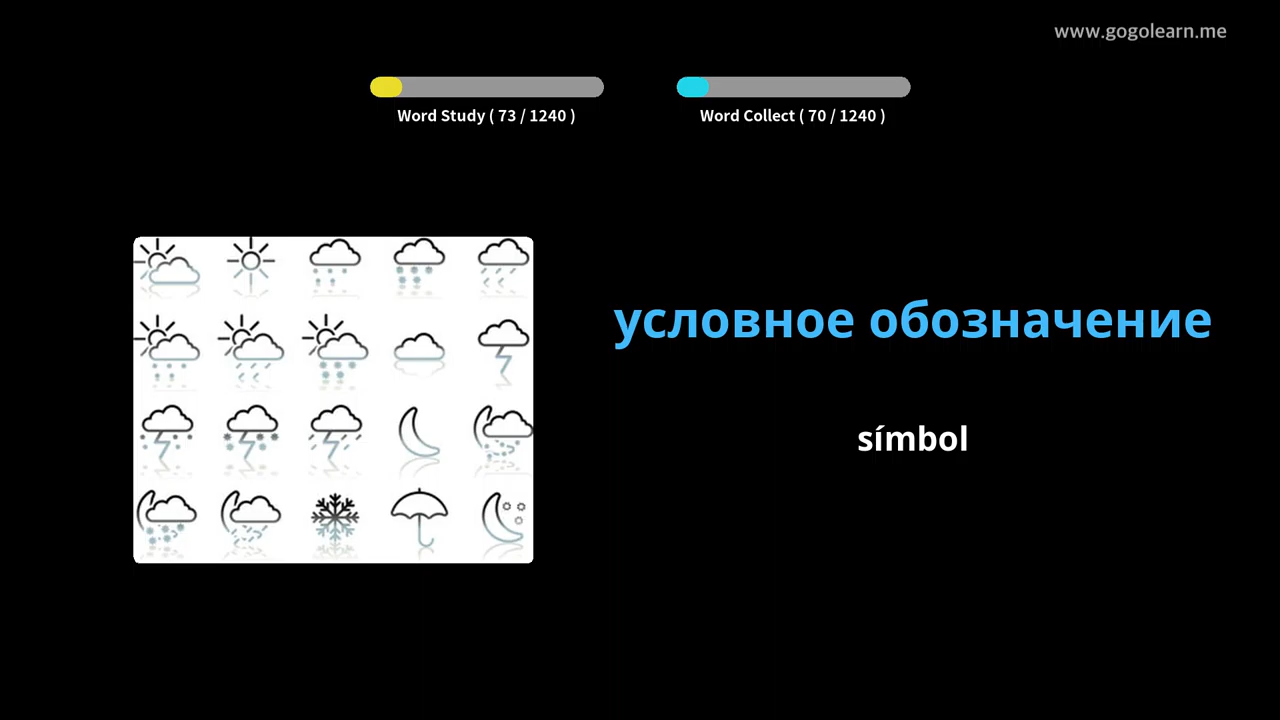 www.gogolearn.me
Word Study ( 73 / 1240 )
Word Collect ( 70 / 1240 )
условное обозначение
símbol